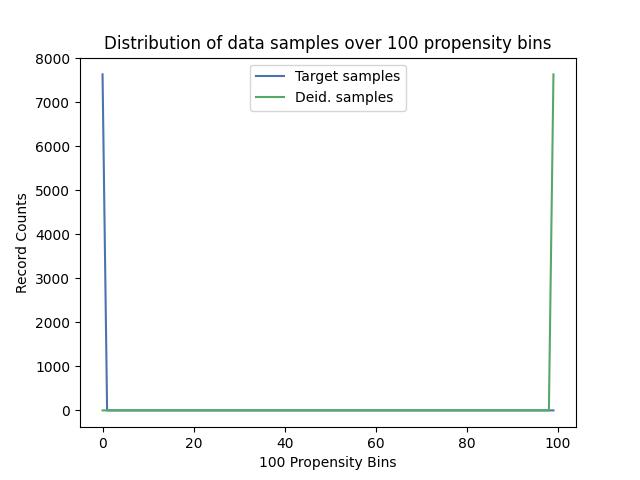 Distribution of data samples over 100 propensity bins
Target samples
Deid. samples
8000
7000
6000
5000
4000
3000
2000
1000
0
Record Counts
0 20 40 60 80 100
100 Propensity Bins